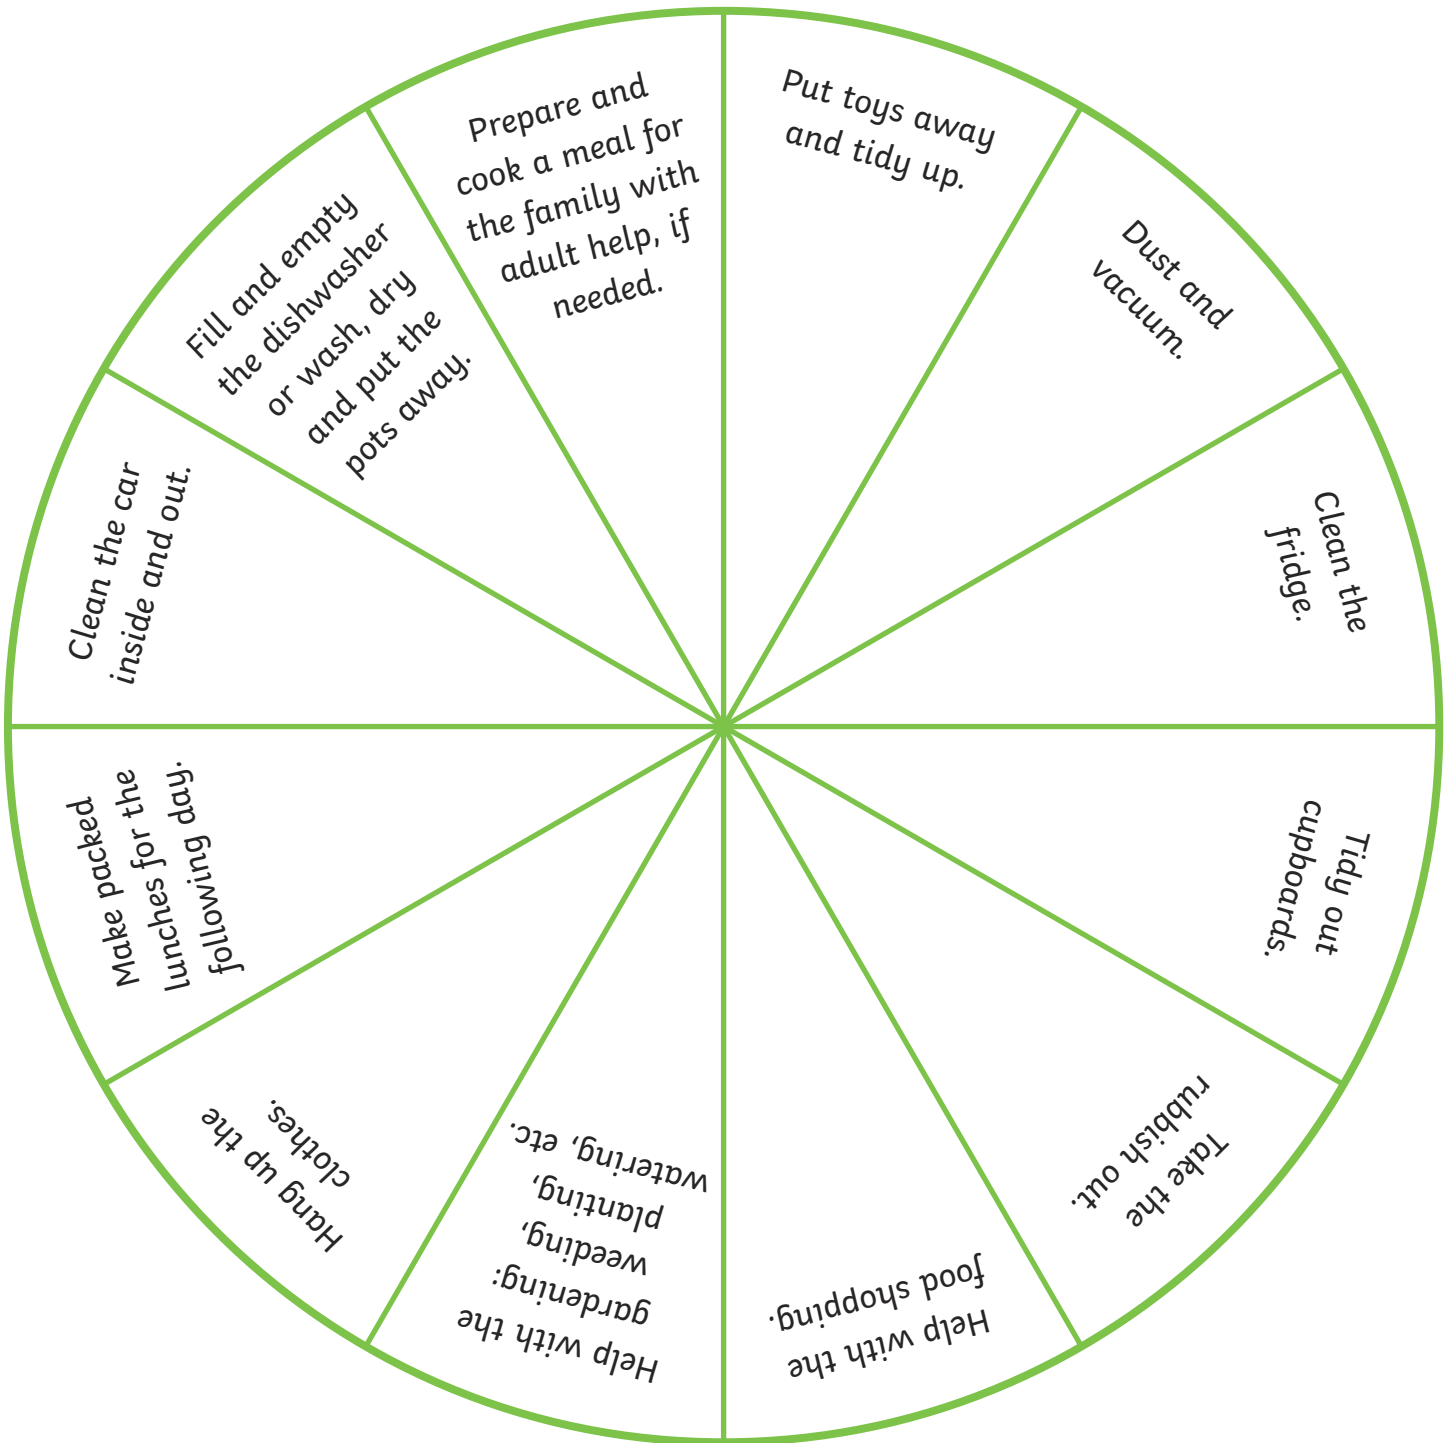 Put toys away
and tidy up.
Dust and
vacuum.
Clean the
fridge.
Tidy out
cupboards.
Take the
rubbish out.
Help with the
food shopping.
Help with the
gardening:
weeding,
planting,
watering, etc.
Hang up the
clothes.
Make packed
lunches for the
following day.
Clean the car
inside and out.
Fill and empty
the dishwasher
or wash, dry
and put the
pots away.
Prepare and
cook a meal for
the family with
adult help, if
needed.